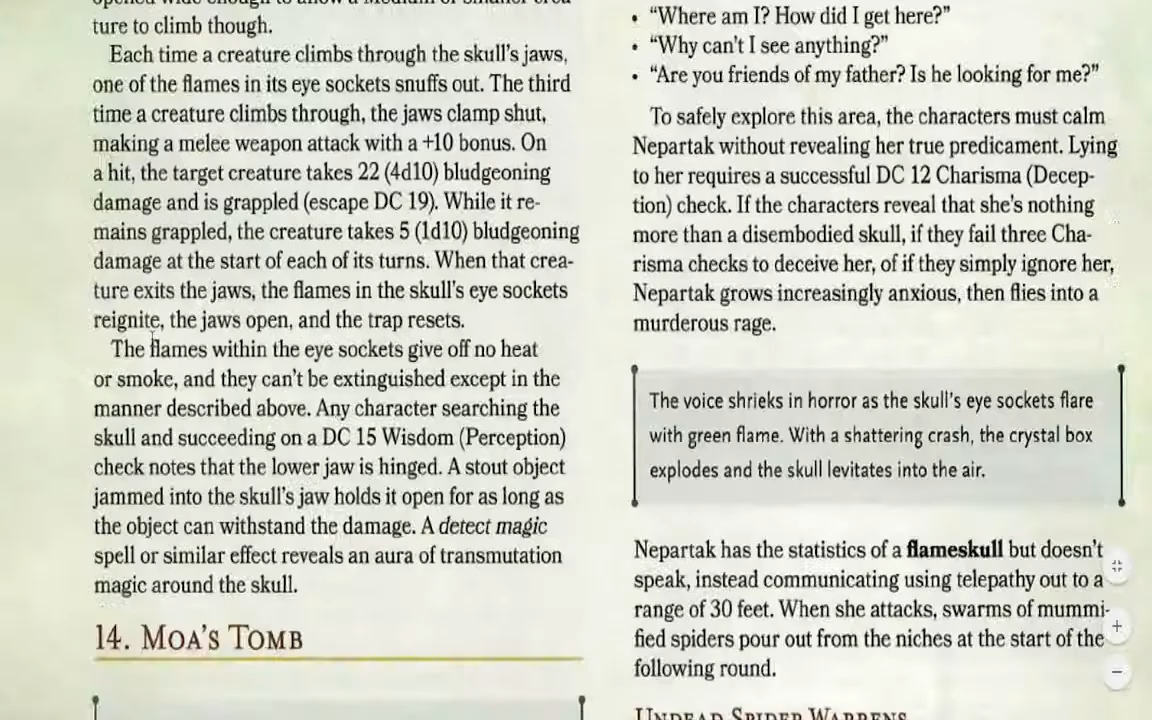 opened wide enough to allow a Medium or smaller crea-
ture to climb though.
Each time a creature climbs through the skull's jaws,
one of the flames in its eye sockets snuffs out. The third
time a creature climbs through, the jaws clamp shut,
making a melee weapon attack with a +10 bonus. On
a hit, the target creature takes 22 (4d10) bludgeoning
damage and is grappled (escape DC 19). While it re-
mains grappled, the creature takes 5 (1d10) bludgeoning
damage at the start of each of its turns. When that crea-
ture exits the jaws, the flames in the skull's eye sockets
reignite, the jaws open, and the trap resets.
The flames within the eye sockets give off no heat
or smoke, and they can't be extinguished except in the
manner described above. Any character searching the
skull and succeeding on a DC 15 Wisdom (Perception)
check notes that the lower jaw is hinged. A stout object
jammed into the skull's jaw holds it open for as long as
the object can withstand the damage. A detect magic
spell or similar effect reveals an aura of transmutation
magic around the skull.
14. MOA'S TOMB
• “Where am I? How did I get here?”
• “Why can't I see anything?”
• “Are you friends of my father? Is he looking for me?”
To safely explore this area, the characters must calm
Nepartak without revealing her true predicament. Lying
to her requires a successful DC 12 Charisma (Decep-
tion) check. If the characters reveal that she's nothing
more than a disembodied skull, if they fail three Cha-
risma checks to deceive her, of if they simply ignore her,
Nepartak grows increasingly anxious, then flies into a
murderous rage.
The voice shrieks in horror as the skull's eye sockets flare
with green flame. With a shattering crash, the crystal box
explodes and the skull levitates into the air.
Nepartak has the statistics of a flameskull but doesn't
speak, instead communicating using telepathy out to a
range of 30 feet. When she attacks, swarms of mummi-
fied spiders pour out from the niches at the start of the
following round.
UNDEAD SPIDER WARRENS